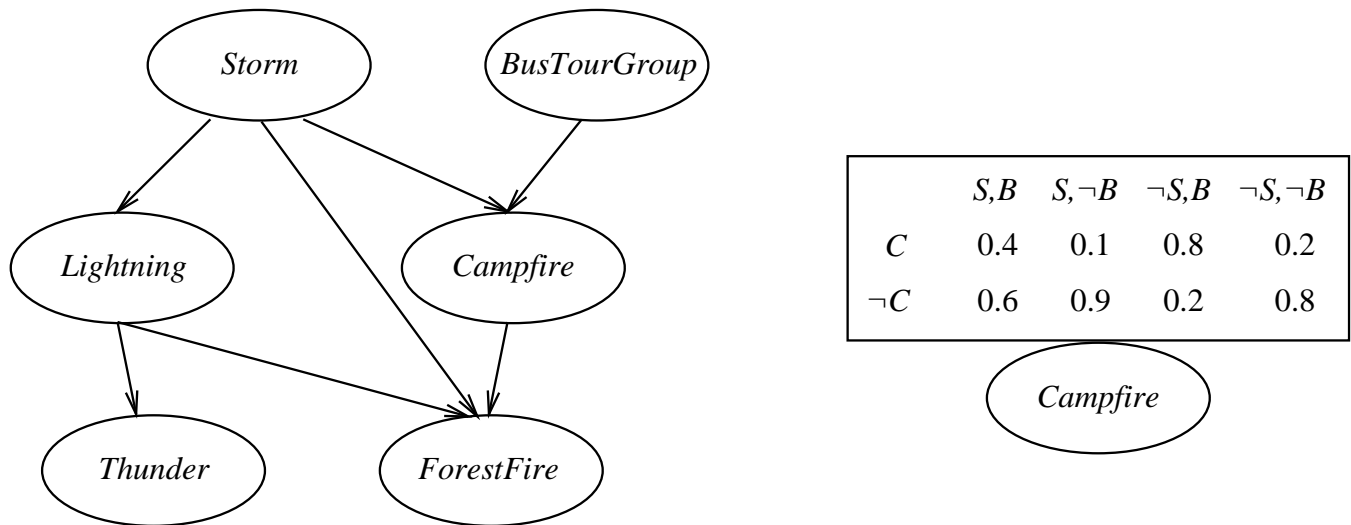 Storm
BusTourGroup
Lightning
Campfire
Thunder
ForestFire
S,B S,¬B ¬S,B ¬S,¬B
C 0.4 0.1 0.8 0.2
¬C 0.6 0.9 0.2 0.8
Campfire